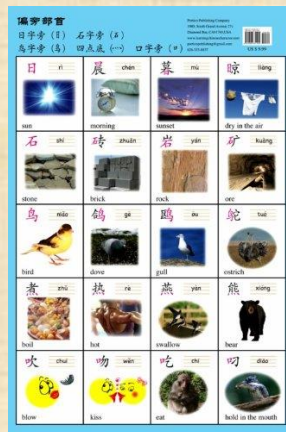 偏旁部首
日字旁 (日) 石字旁 (石)
鸟字旁 (鸟) 四点底 (灬) 口字旁 (口)
US $ 9.99
日 rì 晨 chén 暮 mù 晾 liàng
sun morning sunset dry in the air
石 shí 砖 zhuān 岩 yán 矿 kuàng
stone brick rock ore
鸟 niǎo 鸽 gē 鸥 ōu 鸵 tuó
bird dove gull ostrich
煮 zhǔ 热 rè 燕 yàn 熊 xióng
boil hot swallow bear
吹 chuī 吻 wěn 吃 chī 叼 diāo
blow kiss eat hold in the mouth